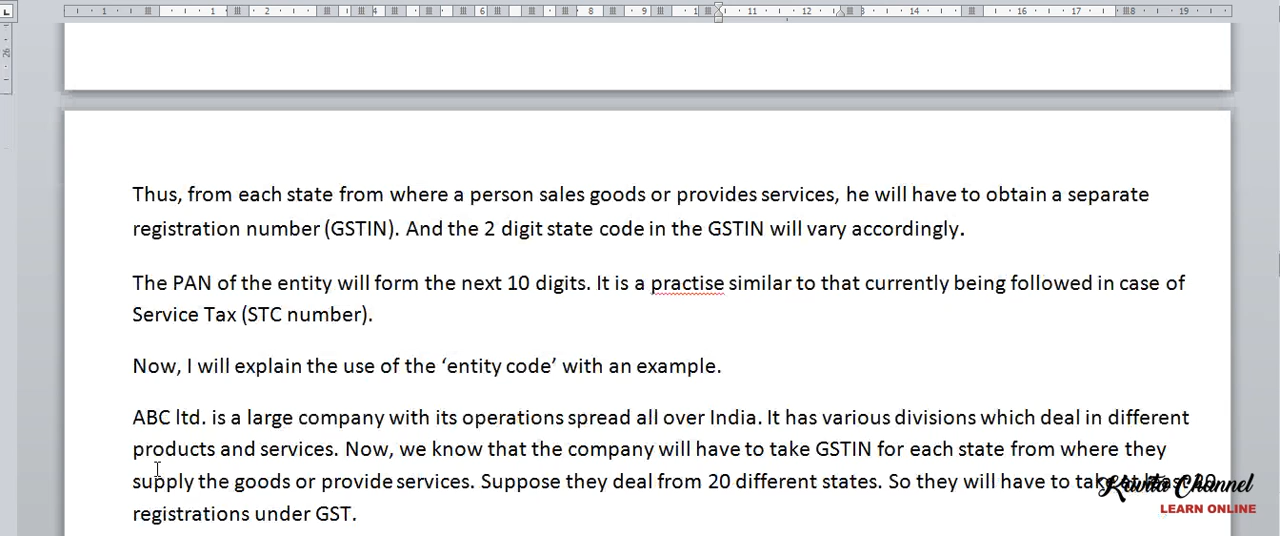 Thus, from each state from where a person sales goods or provides services, he will have to obtain a separate
registration number (GSTIN). And the 2 digit state code in the GSTIN will vary accordingly.
The PAN of the entity will form the next 10 digits. It is a practise similar to that currently being followed in case of
Service Tax (STC number).
Now, I will explain the use of the ‘entity code’ with an example.
ABC ltd. is a large company with its operations spread all over India. It has various divisions which deal in different
products and services. Now, we know that the company will have to take GSTIN for each state from where they
supply the goods or provide services. Suppose they deal from 20 different states. So they will have to take at least 20
Kavita Channel
LEARN ONLINE
registrations under GST.